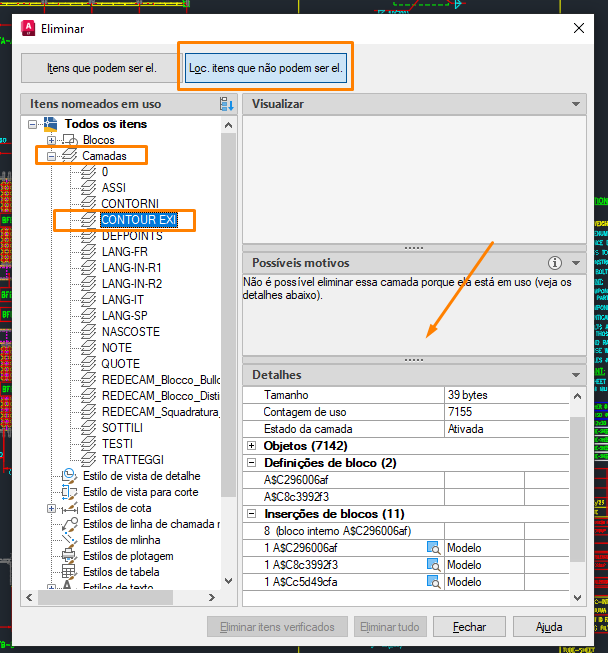 Eliminar
Itens que podem ser el.
Loc. itens que não podem ser el.
Itens nomeados em uso
Todos os itens
Blocos
Camadas
0
ASSI
CONTORNI
CONTOUR EXI
DEFPOINTS
LANG-FR
LANG-IN-R1
LANG-IN-R2
LANG-IT
LANG-SP
NASCOSTE
NOTE
QUOTE
REDECAM_Blocco_Bullo
REDECAM_Blocco_Distir
REDECAM_Squadratura_
SOTTILI
TESTI
TRATTEGGI
Estilo de vista de detalhe
Estilo de vista para corte
Estilos de cota
Estilos de linha de chamada r
Estilos de mlinha
Estilos de plotagem
Estilos de tabela
Estilos de texto
Visualizar
Possíveis motivos
Não é possível eliminar essa camada porque ela está em uso (veja os
detalhes abaixo).
Detalhes
Tamanho 39 bytes
Contagem de uso 7155
Estado da camada Ativada
Objetos (7142)
Definições de bloco (2)
A$C296006af
A$C8c3992f3
Inserções de blocos (11)
8 (bloco interno A$C296006af)
1 A$C296006af Modelo
1 A$C8c3992f3 Modelo
1 A$Cc5d49cfa Modelo
Eliminar itens verificados
Eliminar tudo
Fechar
Ajuda
TUBE-SHEET